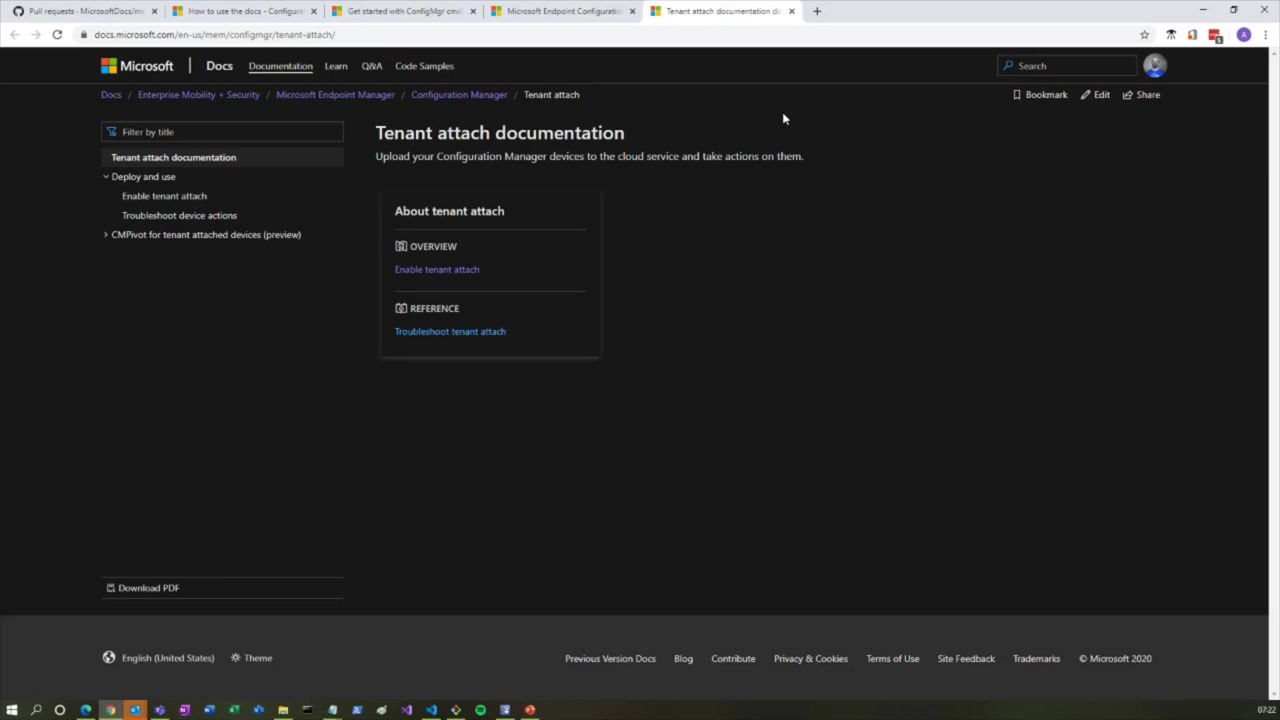 Pull requests · MicrosoftDocs/me
How to use the docs - Configura
Get started with ConfigMgr cmd
Microsoft Endpoint Configuration
Tenant attach documentation do
docs.microsoft.com/en-us/mem/configmgr/tenant-attach/
5
A
Microsoft
Docs
Documentation
Learn
Q&A
Code Samples
Search
Docs / Enterprise Mobility + Security / Microsoft Endpoint Manager / Configuration Manager / Tenant attach
Bookmark
Edit
Share
Filter by title
Tenant attach documentation
Deploy and use
Enable tenant attach
Troubleshoot device actions
CMPivot for tenant attached devices (preview)
Download PDF
Tenant attach documentation
Upload your Configuration Manager devices to the cloud service and take actions on them.
About tenant attach
OVERVIEW
Enable tenant attach
REFERENCE
Troubleshoot tenant attach
English (United States)
Theme
Previous Version Docs
Blog
Contribute
Privacy & Cookies
Terms of Use
Site Feedback
Trademarks
© Microsoft 2020
07:22